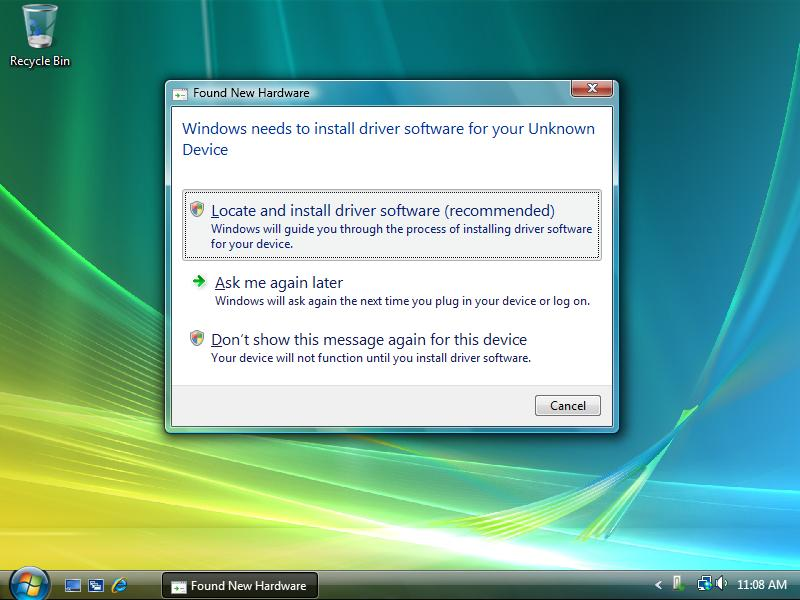 Recycle Bin
Found New Hardware
Windows needs to install driver software for your Unknown
Device
Locate and install driver software (recommended)
Windows will guide you through the process of installing driver software
for your device.
Ask me again later
Windows will ask again the next time you plug in your device or log on.
Don't show this message again for this device
Your device will not function until you install driver software.
Cancel
Found New Hardware
11:08 AM